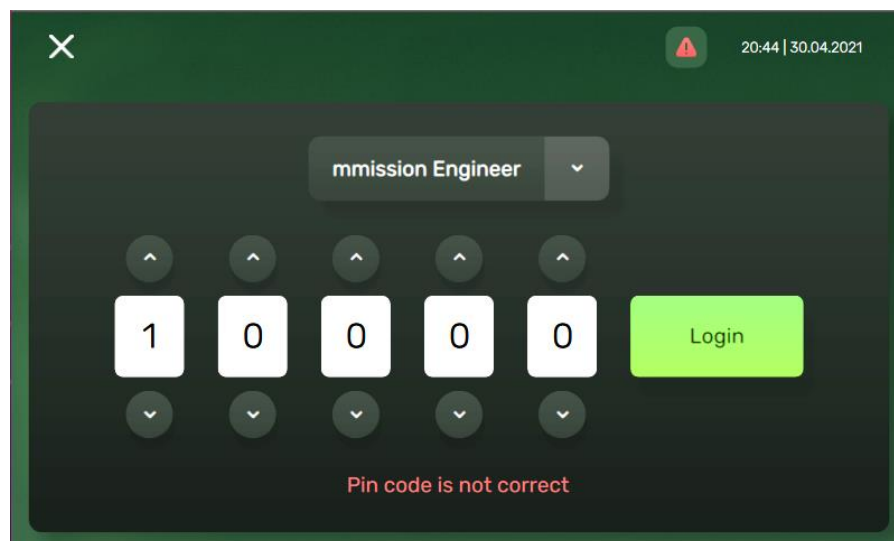 20:44 | 30.04.2021
mmission Engineer
1 0 0 0 0
Login
Pin code is not correct